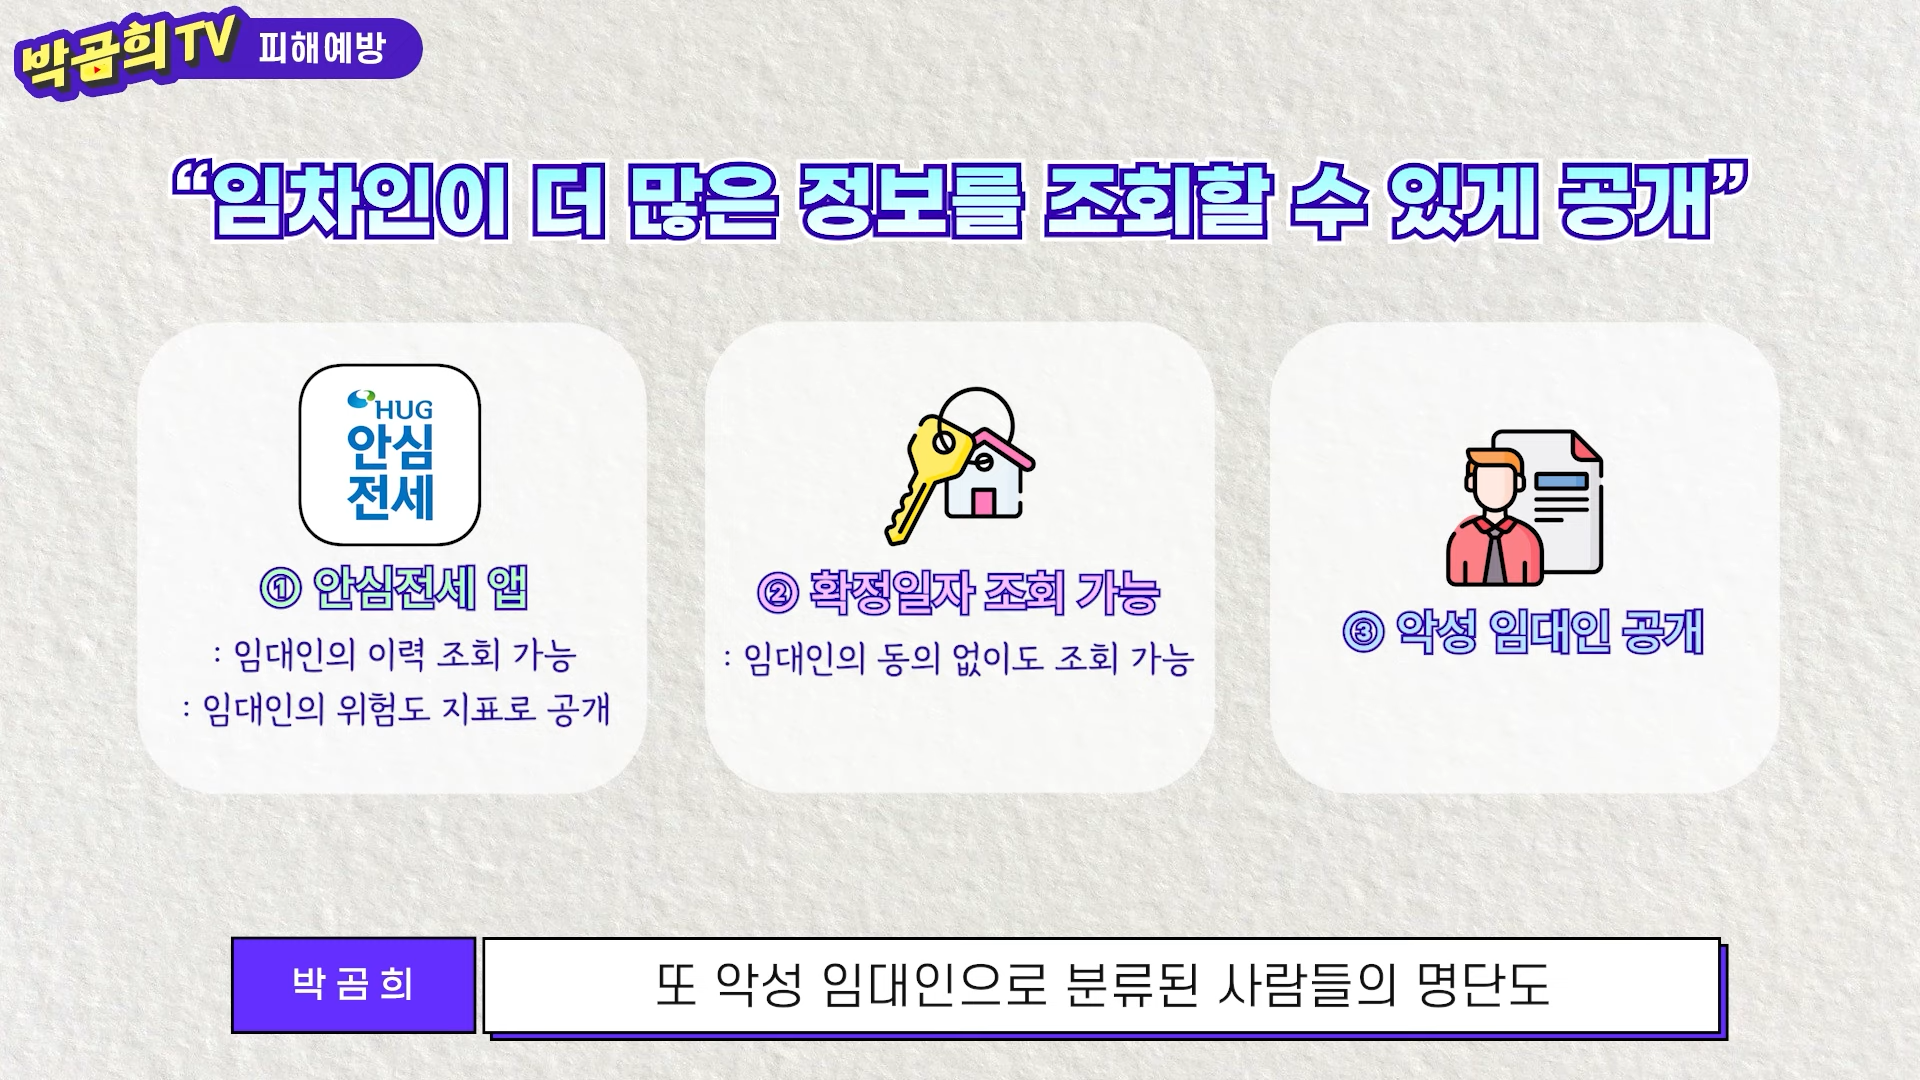 박곰희TV 피해예방
“임차인이 더 많은 정보를 조회할 수 있게 공개”
HUG
안심
전세
① 안심전세 앱
: 임대인의 이력 조회 가능
: 임대인의 위험도 지표로 공개
② 확정일자 조회 가능
: 임대인의 동의 없이도 조회 가능
③ 악성 임대인 공개
박곰희
또 악성 임대인으로 분류된 사람들의 명단도